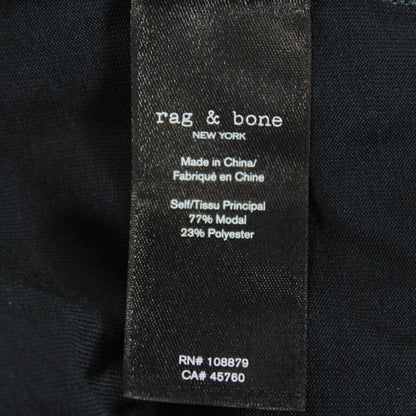 rag & bone
NEW YORK
Made in China/
Fabriqué en Chine
Self/Tissu Principal
77% Modal
23% Polyester
RN# 108879
CA# 45760